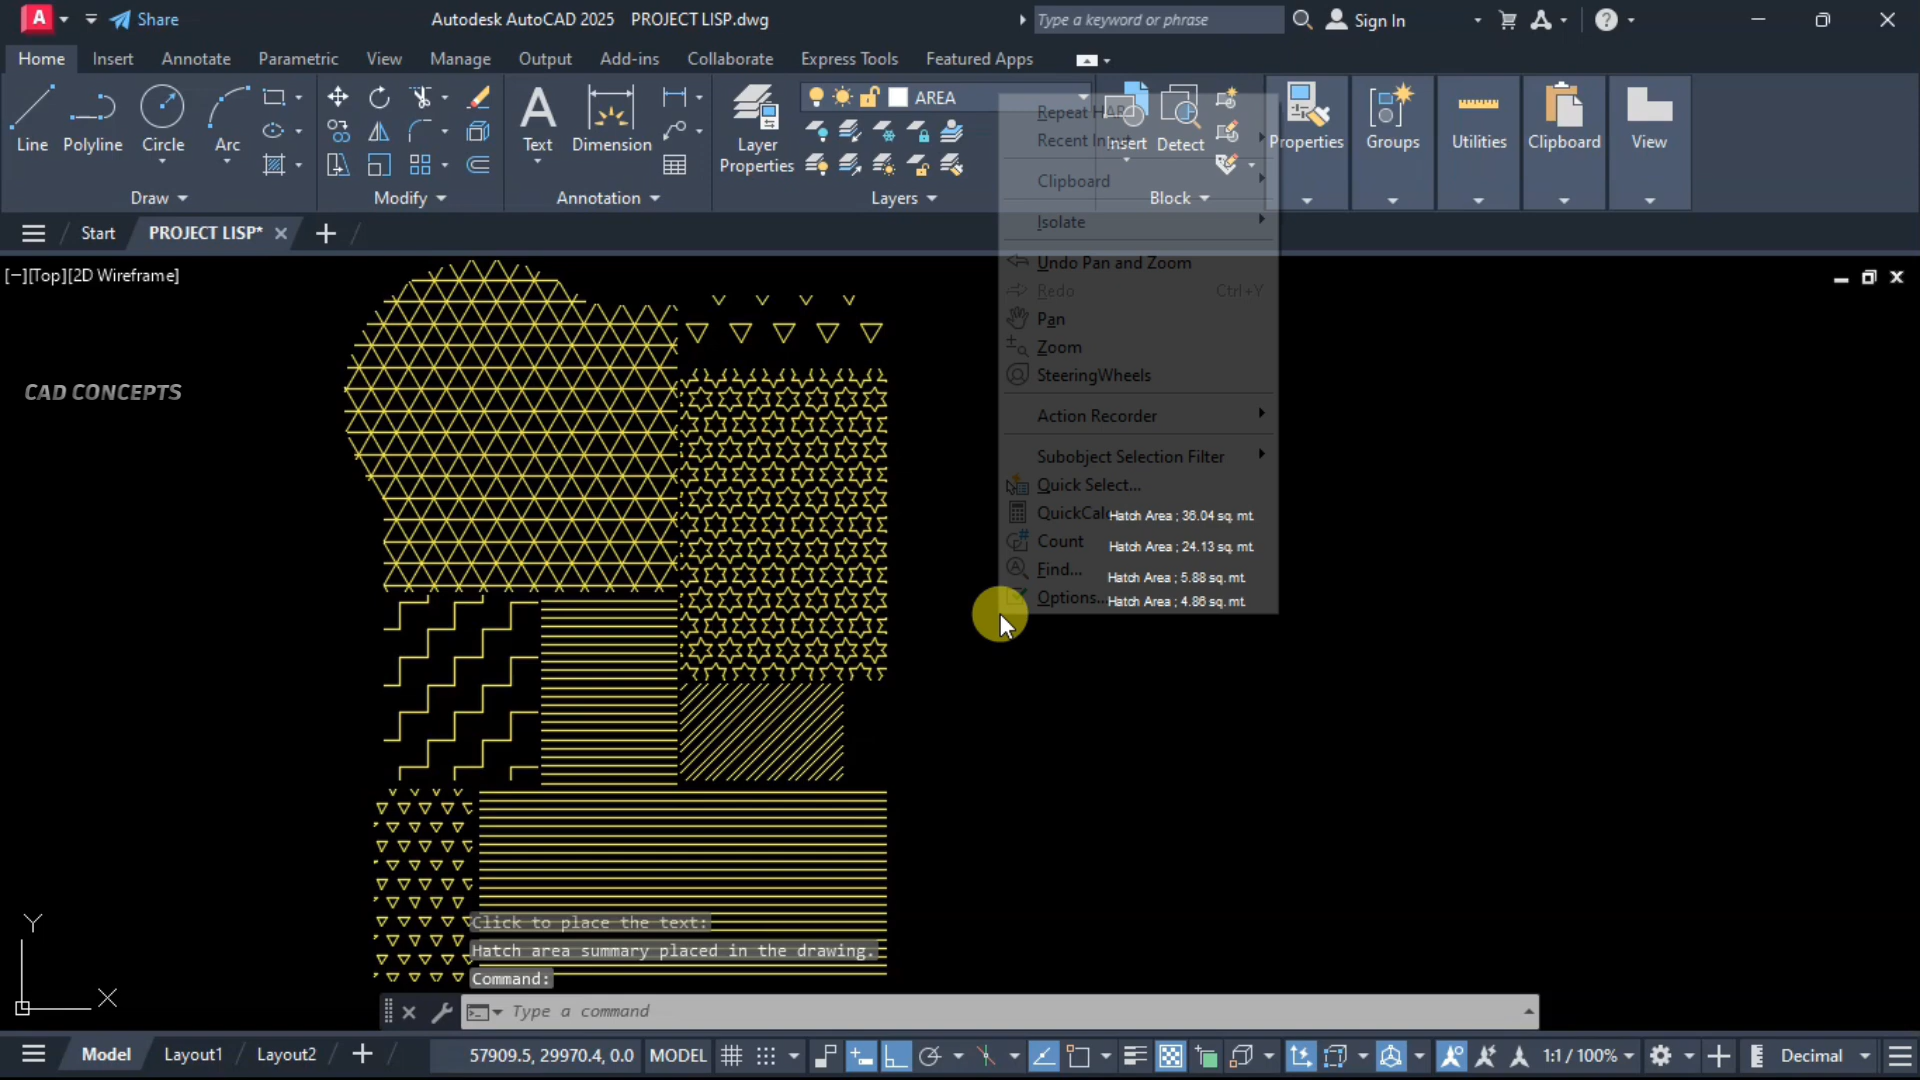 A Share Autodesk AutoCAD 2025 PROJECT LISP.dwg Type a keyword or phrase Sign In
Home Insert Annotate Parametric View Manage Output Add-ins Collaborate Express Tools Featured Apps
AREA
Line Polyline Circle Arc
Text Dimension
Layer Properties
Insert Detect
Properties Groups Utilities Clipboard View
Draw Modify Annotation Layers Block
Start PROJECT LISP* +
[−][Top][2D Wireframe]
CAD CONCEPTS
Repeat
Recent
Clipboard
Isolate
Undo Pan and Zoom
Redo Ctrl+Y
Pan
Zoom
SteeringWheels
Action Recorder
Subobject Selection Filter
Quick Select...
Hatch Area ; 36.04 sq. mt.
Count Hatch Area ; 24.13 sq. mt.
Find... Hatch Area ; 5.88 sq. mt.
Options... Hatch Area ; 4.86 sq. mt.
Click to place the text:
Hatch area summary placed in the drawing.
Command:
Y
X
Type a command
Model Layout1 Layout2 + 57909.5, 29970.4, 0.0 MODEL 1:1 / 100% Decimal